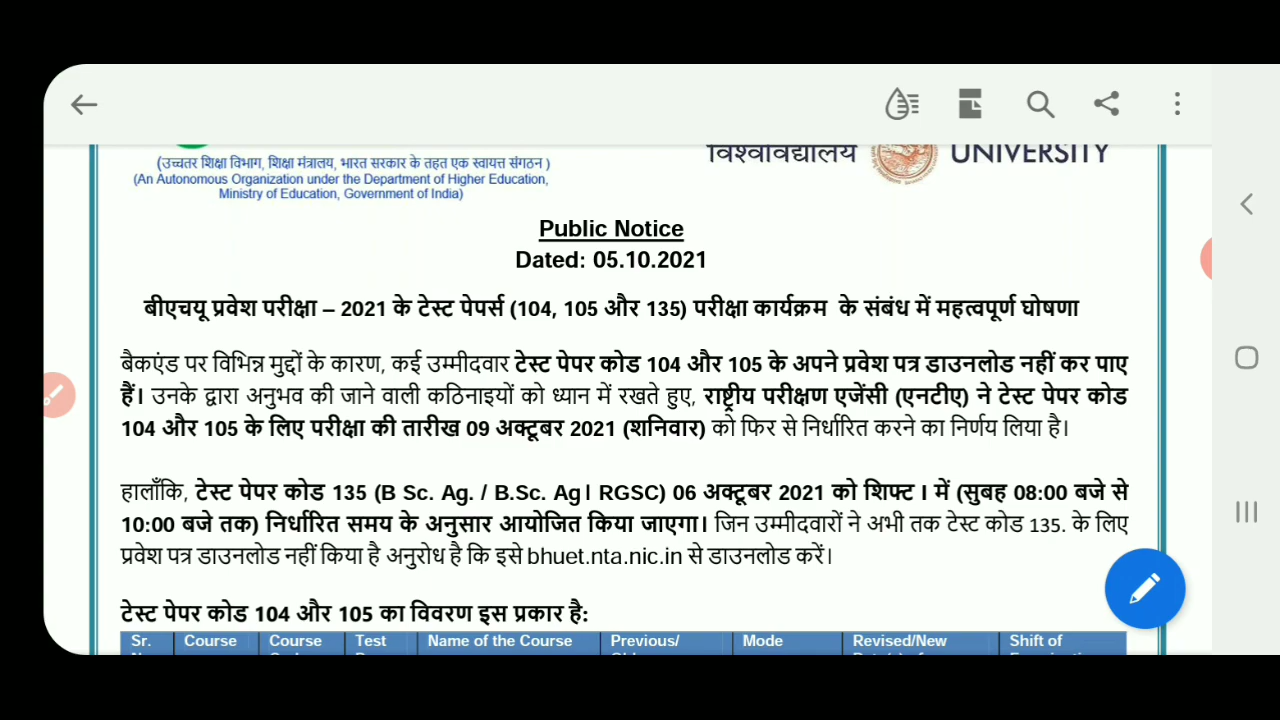 (उच्चतर शिक्षा विभाग, शिक्षा मंत्रालय, भारत सरकार के तहत एक स्वायत्त संगठन )
(An Autonomous Organization under the Department of Higher Education,
Ministry of Education, Government of India)
विश्वविद्यालय UNIVERSITY
Public Notice
Dated: 05.10.2021
बीएचयू प्रवेश परीक्षा – 2021 के टेस्ट पेपर्स (104, 105 और 135) परीक्षा कार्यक्रम के संबंध में महत्वपूर्ण घोषणा
बैकएंड पर विभिन्न मुद्दों के कारण, कई उम्मीदवार टेस्ट पेपर कोड 104 और 105 के अपने प्रवेश पत्र डाउनलोड नहीं कर पाए
हैं। उनके द्वारा अनुभव की जाने वाली कठिनाइयों को ध्यान में रखते हुए, राष्ट्रीय परीक्षण एजेंसी (एनटीए) ने टेस्ट पेपर कोड
104 और 105 के लिए परीक्षा की तारीख 09 अक्टूबर 2021 (शनिवार) को फिर से निर्धारित करने का निर्णय लिया है।
हालाँकि, टेस्ट पेपर कोड 135 (B Sc. Ag. / B.Sc. Ag। RGSC) 06 अक्टूबर 2021 को शिफ्ट I में (सुबह 08:00 बजे से
10:00 बजे तक) निर्धारित समय के अनुसार आयोजित किया जाएगा। जिन उम्मीदवारों ने अभी तक टेस्ट कोड 135. के लिए
प्रवेश पत्र डाउनलोड नहीं किया है अनुरोध है कि इसे bhuet.nta.nic.in से डाउनलोड करें।
टेस्ट पेपर कोड 104 और 105 का विवरण इस प्रकार है:
Sr. Course Course Test Name of the Course Previous/ Mode Revised/New Shift of